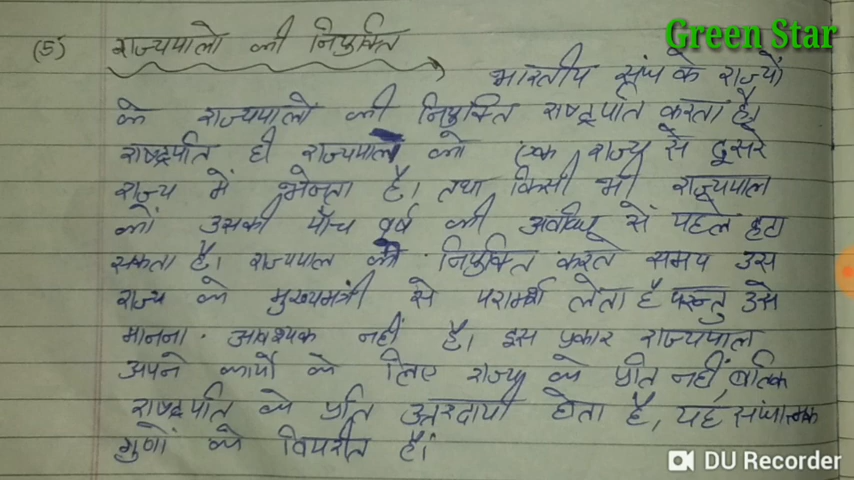 Green Star
(5) राज्यपालो की नियुक्ति
भारतीय संघ के राज्यों
के राज्यपालो की नियुक्ति राष्ट्रपति करता है।
राष्ट्रपति ही राज्यपाल को एक राज्य से दूसरे
राज्य में भेजता है। तथा किसी भी राज्यपाल
को उसकी पाँच वर्ष की अवधि से पहले हटा
सकता है। राज्यपाल की नियुक्ति करते समय उस
राज्य के मुख्यमंत्री से परामर्श लेता है परन्तु उसे
मानना आवश्यक नहीं है। इस प्रकार राज्यपाल
अपने कार्यों के लिए राज्य के प्रति नहीं, बल्कि
राष्ट्रपति के प्रति उत्तरदायी होता है, यह संघात्मक
गुणों के विपरीत है।
DU Recorder